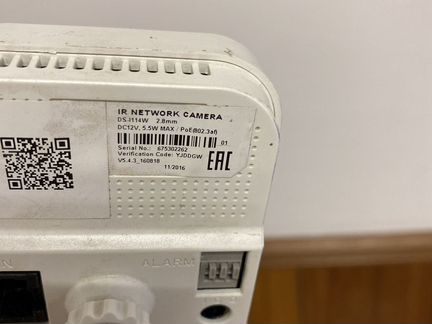 IR NETWORK CAMERA
DS-I114W 2.8mm
DC12V, 5.5W MAX / PoE(802.3af)
01
Serial No.: 675302262
Verification Code: YJDDGW
V5.4.3_160818
11/2016
EAC
ALARM